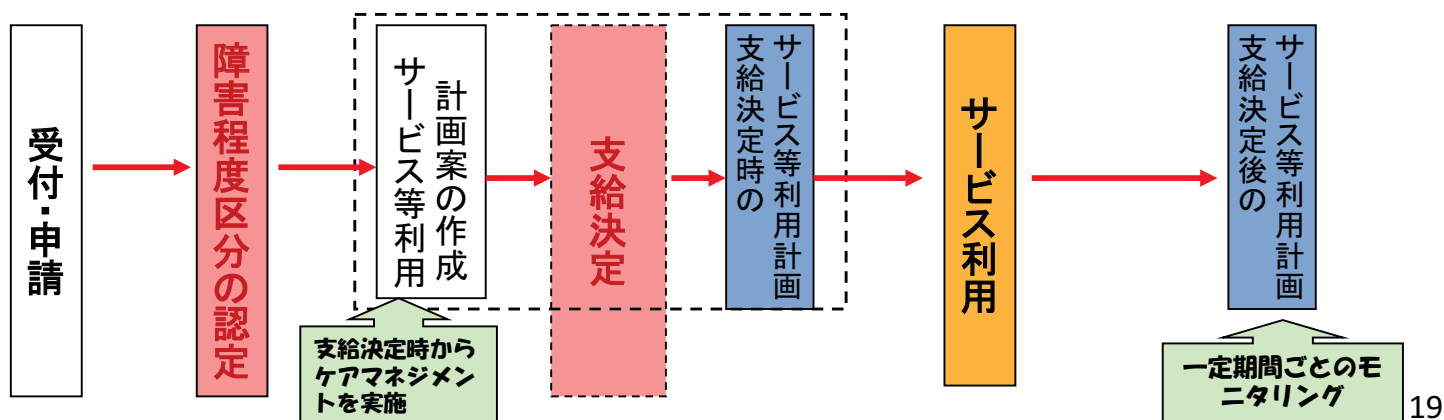 受付・申請
障害程度区分の認定
サービス等利用
計画案の作成
支給決定
支給決定時の
サービス等利用計画
サービス利用
支給決定後の
サービス等利用計画
支給決定時から
ケアマネジメン
トを実施
一定期間ごとのモ
ニタリング
19